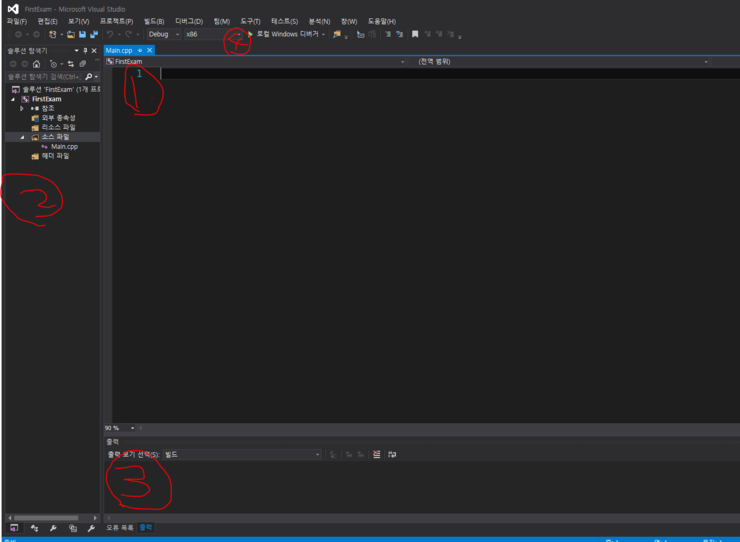 FirstExam - Microsoft Visual Studio
파일(F) 편집(E) 보기(V) 프로젝트(P) 빌드(B) 디버그(D) 팀(M) 도구(T) 테스트(S) 분석(N) 창(W) 도움말(H)
Debug x86 4 로컬 Windows 디버거
솔루션 탐색기
Main.cpp
FirstExam (전역 범위)
솔루션 탐색기 검색(Ctrl+;)
1
1
솔루션 'FirstExam' (1개 프로
FirstExam
참조
외부 종속성
리소스 파일
소스 파일
Main.cpp
헤더 파일
2
90 %
출력
출력 보기 선택(S): 빌드
3
오류 목록 출력